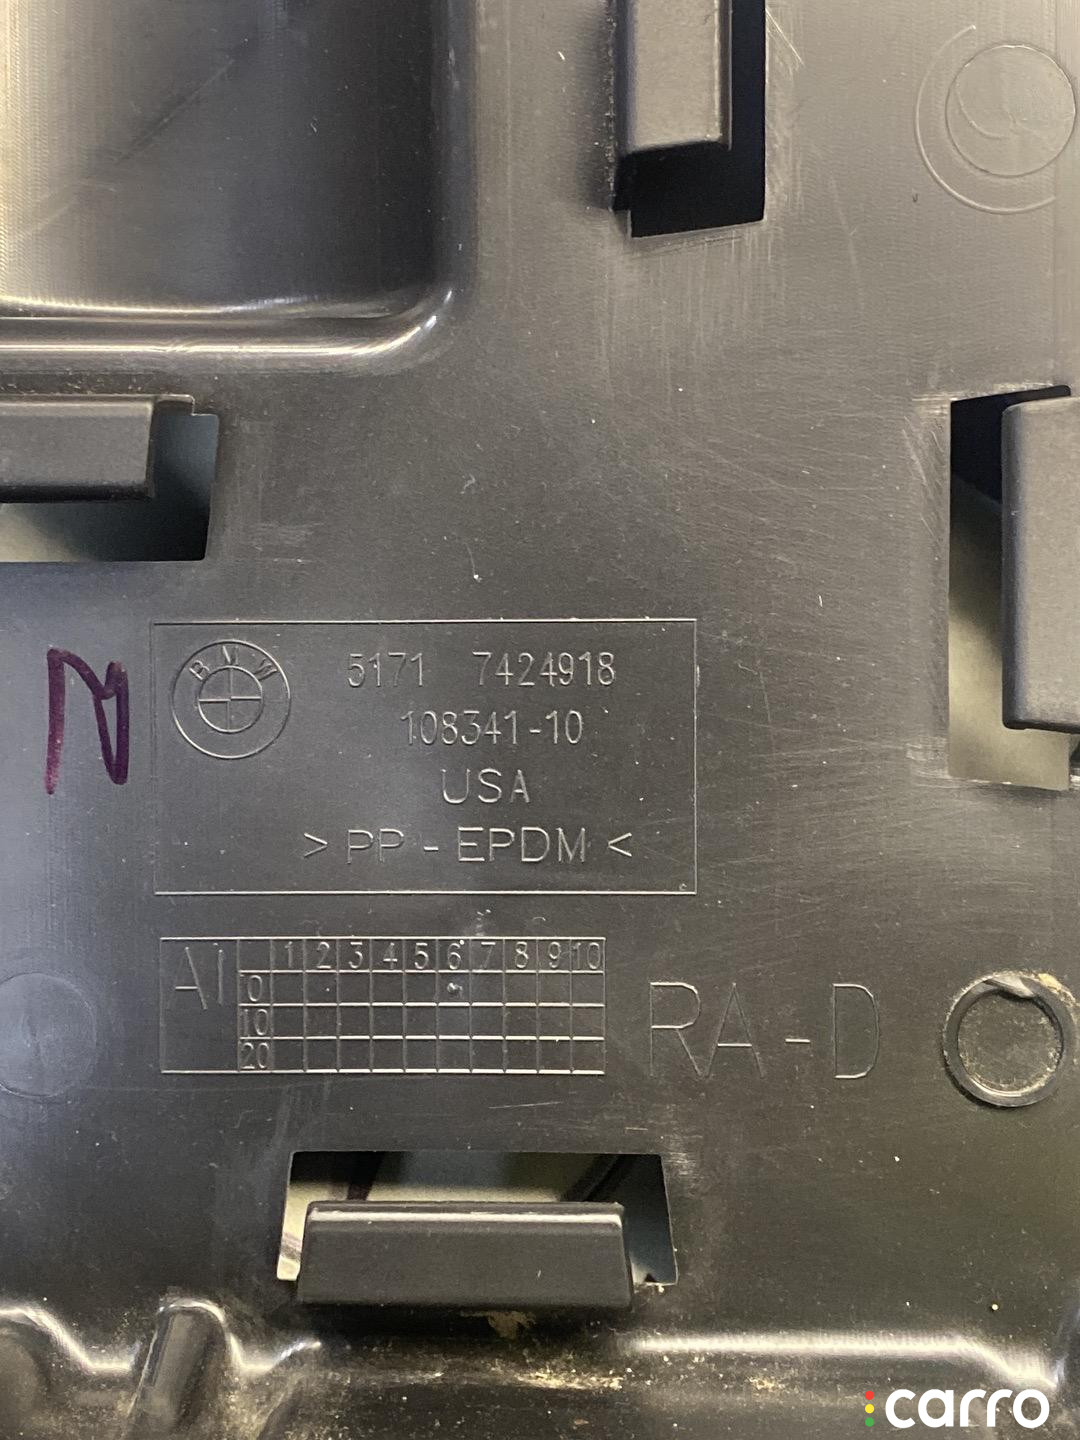 BMW
5171 7424918
108341-10
USA
>PP-EPDM<
AI 1 2 3 4 5 6 7 8 9 10
0
10
20
RA-D
carro